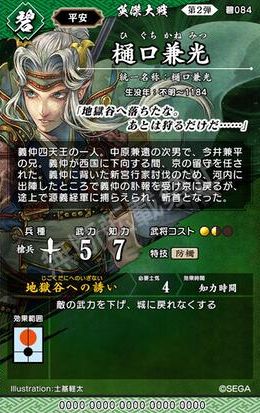 碧
平安
英傑大戦
第2弾
碧084
ひぐちかねみつ
樋口兼光
統一名称:樋口兼光
生没年・不明〜1184
「地獄谷へ落ちたな。
あとは狩るだけだ……」
義仲四天王の一人。中原兼遠の次男で、今井兼平
の兄。義仲が西国に下向する間、京の留守を任さ
れた。義仲に背いた新宮行家討伐のため、河内に
出陣したところで義仲の訃報を受け京に戻るが、
途上で源義経軍に捕らえられ、斬首となった。
兵種 武力 知力 武将コスト
槍兵 5 7
特技 防柵
じごくだにへのいざない
地獄谷への誘い
必要士気 4
効果時間 知力時間
効果範囲
敵の武力を下げ、城に戻れなくする
Illustration:士基軽太
©SEGA
0000-0000-0000-0000-0000